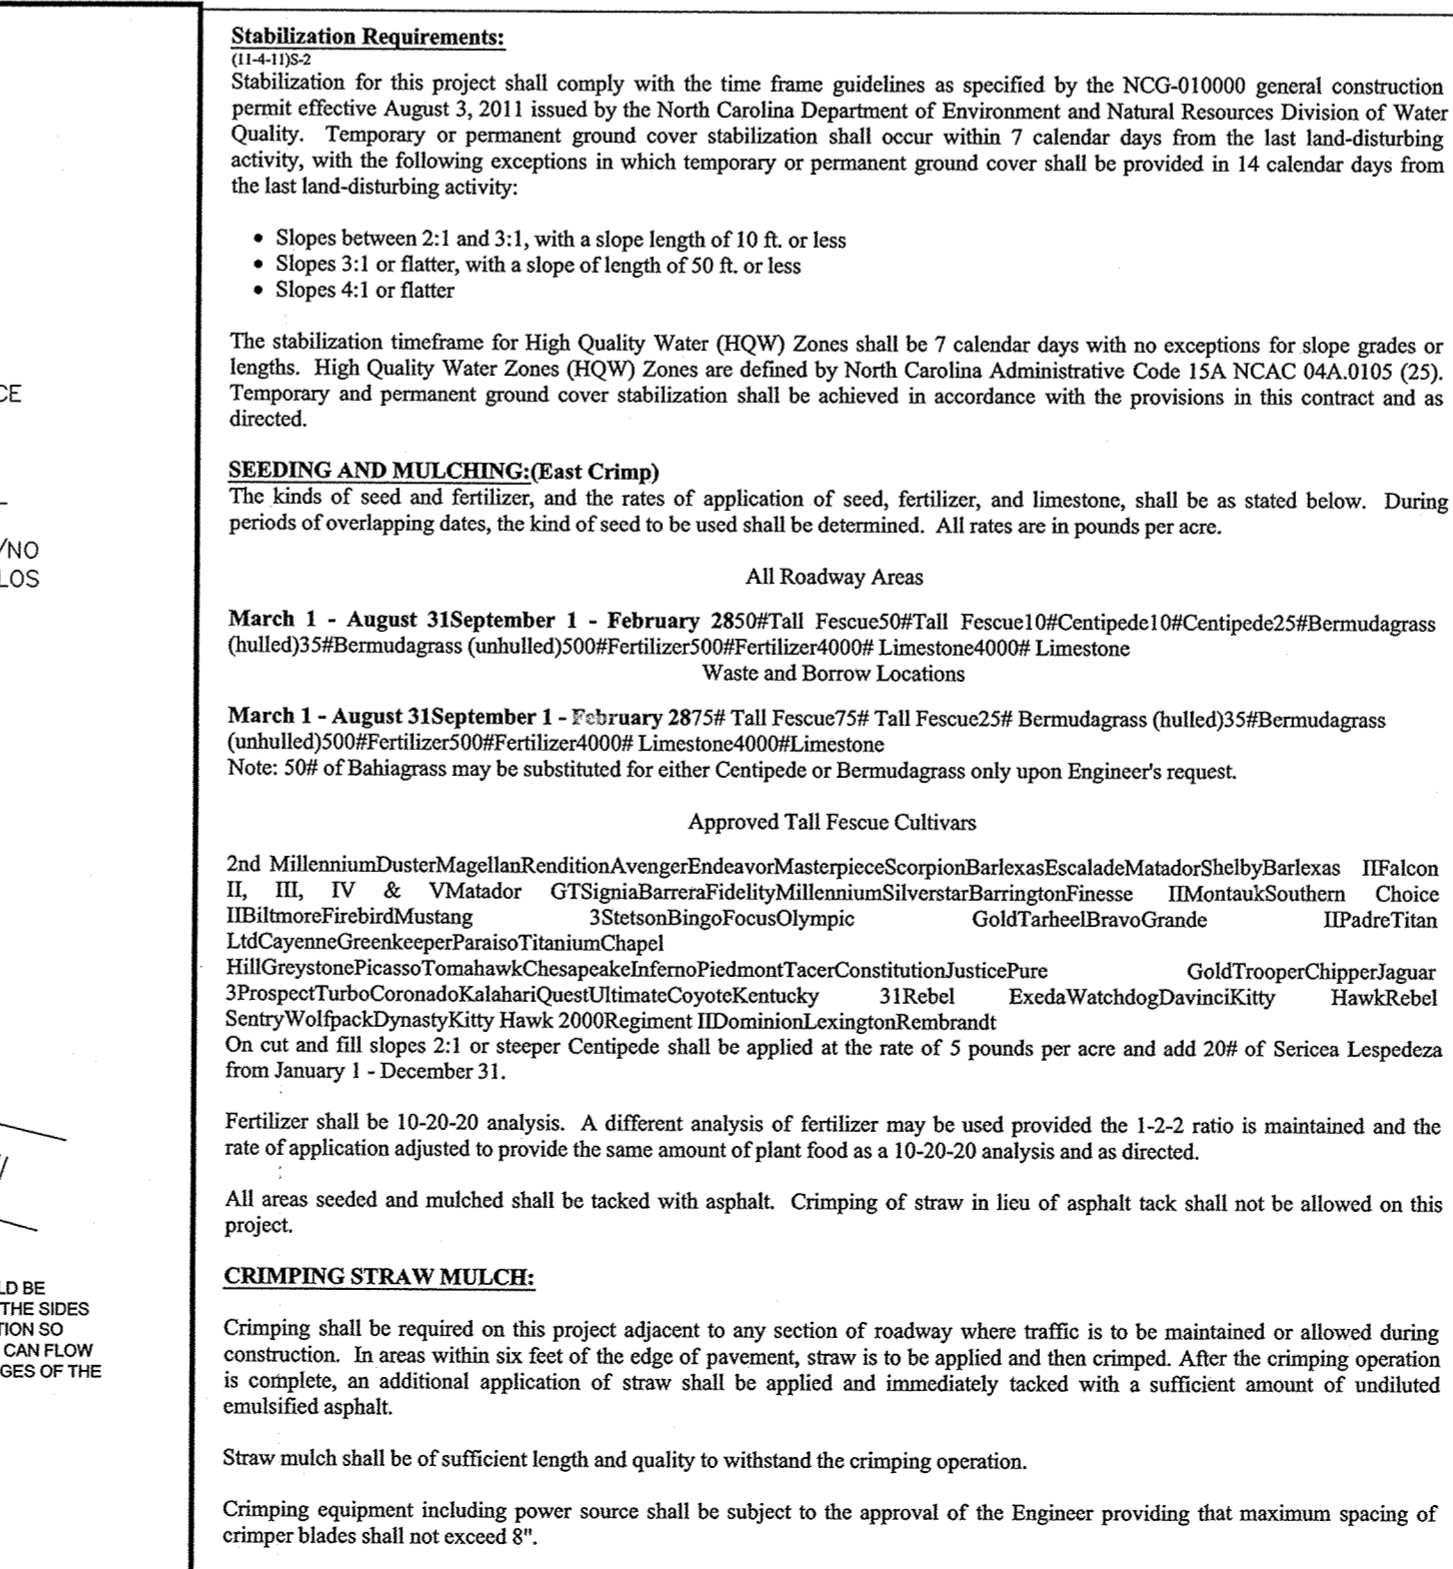 Stabilization Requirements:
(11-4-11)S-2
Stabilization for this project shall comply with the time frame guidelines as specified by the NCG-010000 general construction
permit effective August 3, 2011 issued by the North Carolina Department of Environment and Natural Resources Division of Water
Quality. Temporary or permanent ground cover stabilization shall occur within 7 calendar days from the last land-disturbing
activity, with the following exceptions in which temporary or permanent ground cover shall be provided in 14 calendar days from
the last land-disturbing activity:
• Slopes between 2:1 and 3:1, with a slope length of 10 ft. or less
• Slopes 3:1 or flatter, with a slope of length of 50 ft. or less
• Slopes 4:1 or flatter
The stabilization timeframe for High Quality Water (HQW) Zones shall be 7 calendar days with no exceptions for slope grades or
lengths. High Quality Water Zones (HQW) Zones are defined by North Carolina Administrative Code 15A NCAC 04A.0105 (25).
Temporary and permanent ground cover stabilization shall be achieved in accordance with the provisions in this contract and as
directed.
SEEDING AND MULCHING:(East Crimp)
The kinds of seed and fertilizer, and the rates of application of seed, fertilizer, and limestone, shall be as stated below. During
periods of overlapping dates, the kind of seed to be used shall be determined. All rates are in pounds per acre.
All Roadway Areas
March 1 - August 31September 1 - February 2850#Tall Fescue50#Tall Fescue10#Centipede10#Centipede25#Bermudagrass
(hulled)35#Bermudagrass (unhulled)500#Fertilizer500#Fertilizer4000# Limestone4000# Limestone
Waste and Borrow Locations
March 1 - August 31September 1 - February 2875# Tall Fescue75# Tall Fescue25# Bermudagrass (hulled)35#Bermudagrass
(unhulled)500#Fertilizer500#Fertilizer4000# Limestone4000#Limestone
Note: 50# of Bahiagrass may be substituted for either Centipede or Bermudagrass only upon Engineer's request.
Approved Tall Fescue Cultivars
2nd MillenniumDusterMagellanRenditionAvengerEndeavorMasterpieceScorpionBarlexasEscaladeMatadorShelbyBarlexas IIFalcon
II, III, IV & VMatador GTSigniaBarreraFidelityMillenniumSilverstarBarringtonFinesse IIMontaukSouthern Choice
IIBiltmoreFirebirdMustang 3StetsonBingoFocusOlympic GoldTarheelBravoGrande IIPadreTitan
LtdCayenneGreenkeeperParaisoTitaniumChapel
HillGreystonePicassoTomahawkChesapeakeInfernoPiedmontTacerConstitutionJusticePure GoldTrooperChipperJaguar
3ProspectTurboCoronadoKalahariQuestUltimateCoyoteKentucky 31Rebel ExedaWatchdogDavinciKitty HawkRebel
SentryWolfpackDynastyKitty Hawk 2000Regiment IIDominionLexingtonRembrandt
On cut and fill slopes 2:1 or steeper Centipede shall be applied at the rate of 5 pounds per acre and add 20# of Sericea Lespedeza
from January 1 - December 31.
Fertilizer shall be 10-20-20 analysis. A different analysis of fertilizer may be used provided the 1-2-2 ratio is maintained and the
rate of application adjusted to provide the same amount of plant food as a 10-20-20 analysis and as directed.
All areas seeded and mulched shall be tacked with asphalt. Crimping of straw in lieu of asphalt tack shall not be allowed on this
project.
CRIMPING STRAW MULCH:
Crimping shall be required on this project adjacent to any section of roadway where traffic is to be maintained or allowed during
construction. In areas within six feet of the edge of pavement, straw is to be applied and then crimped. After the crimping operation
is complete, an additional application of straw shall be applied and immediately tacked with a sufficient amount of undiluted
emulsified asphalt.
Straw mulch shall be of sufficient length and quality to withstand the crimping operation.
Crimping equipment including power source shall be subject to the approval of the Engineer providing that maximum spacing of
crimper blades shall not exceed 8".
CE
/NO
LOS
LD BE
THE SIDES
TION SO
CAN FLOW
GES OF THE